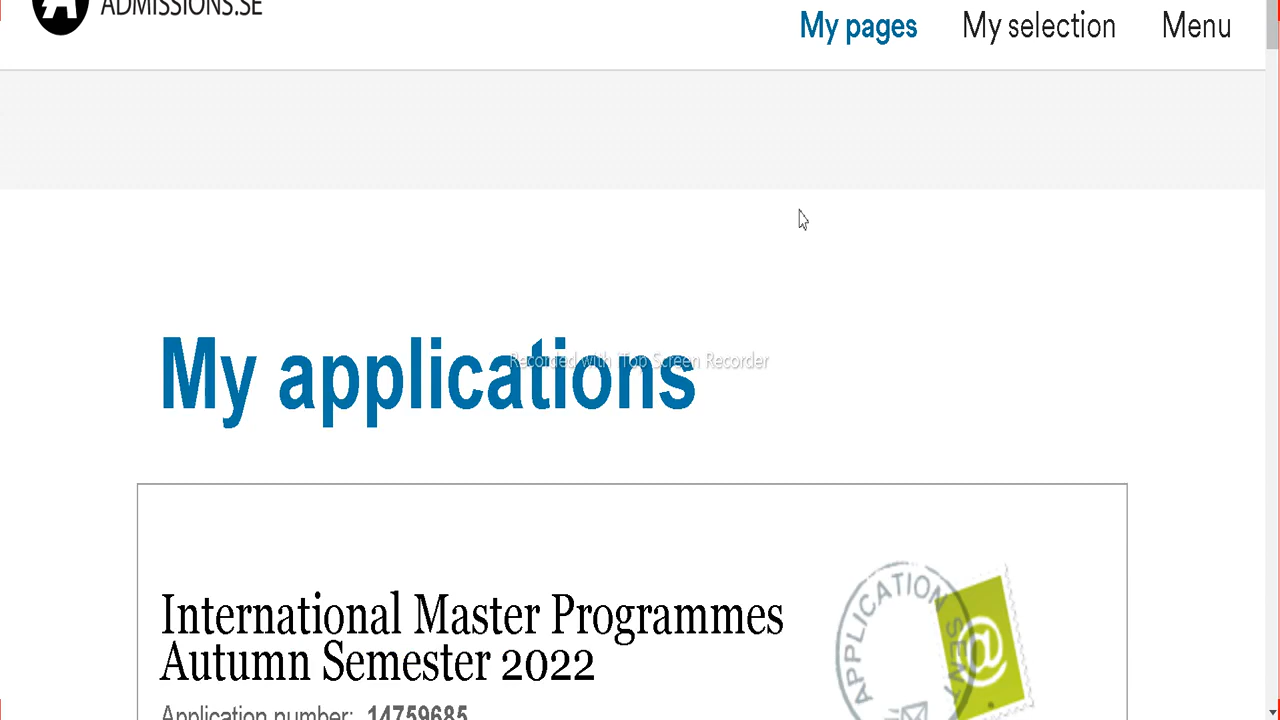 ADMISSIONS.SE
My pages My selection Menu
My applications
Recorded with iTop Screen Recorder
International Master Programmes
Autumn Semester 2022
APPLICATION SENT
@
Application number: 14759685